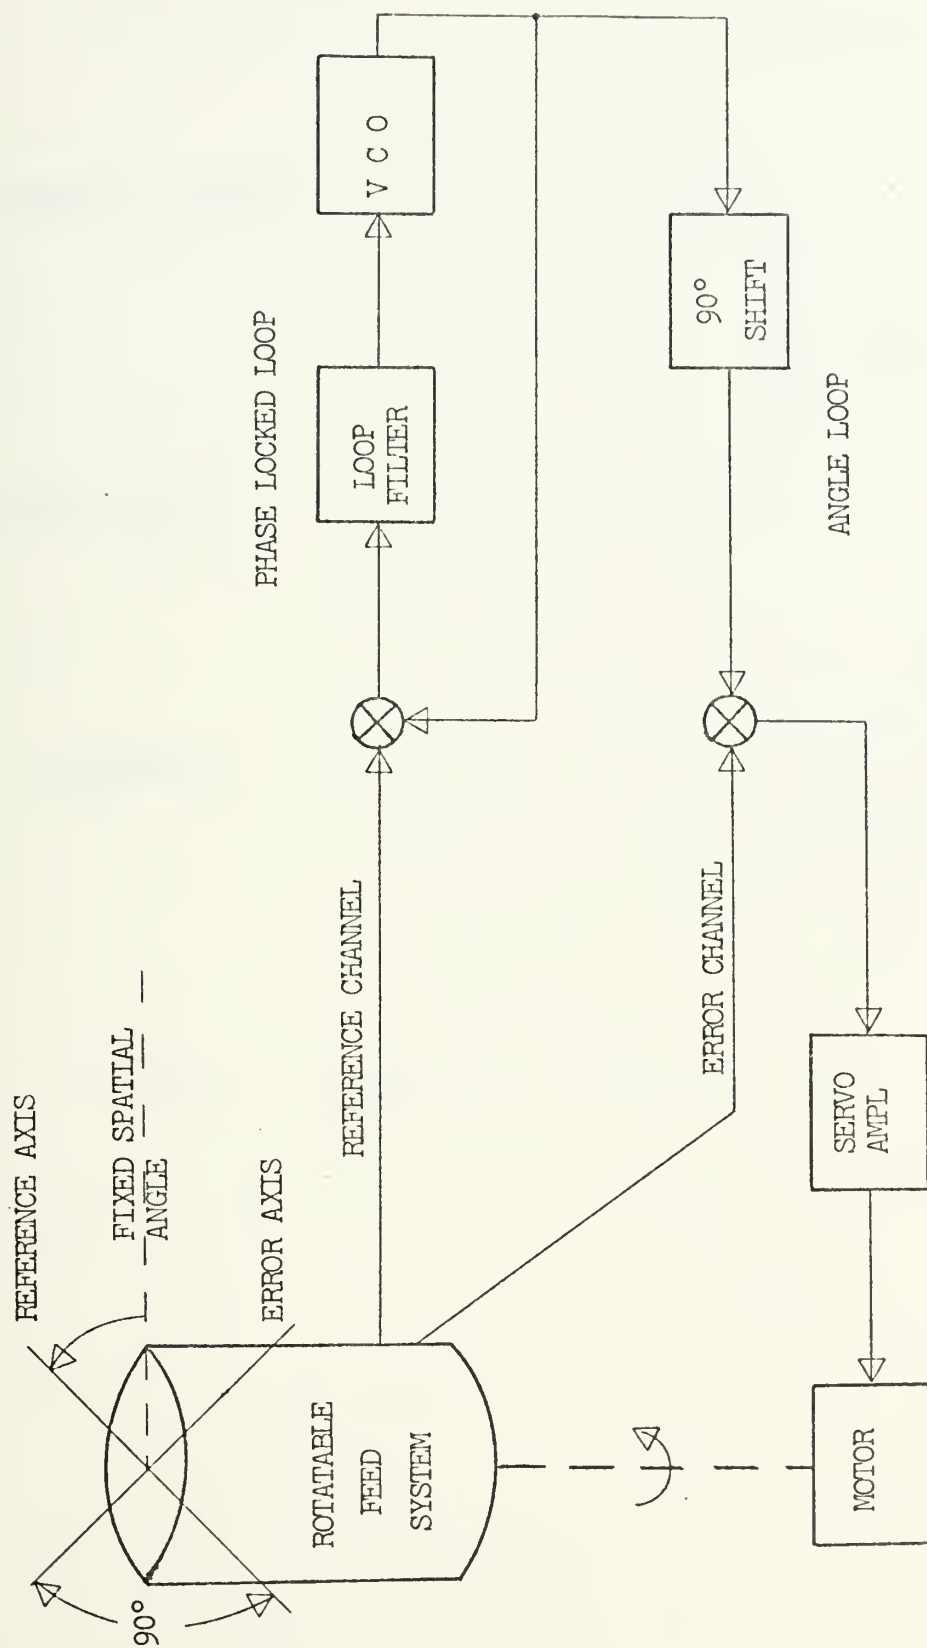 REFERENCE AXIS
FIXED SPATIAL
ANGLE
ERROR AXIS
90°
ROTATABLE
FEED
SYSTEM
MOTOR
REFERENCE CHANNEL
ERROR CHANNEL
SERVO
AMPL
PHASE LOCKED LOOP
LOOP
FILTER
V C O
90°
SHIFT
ANGLE LOOP